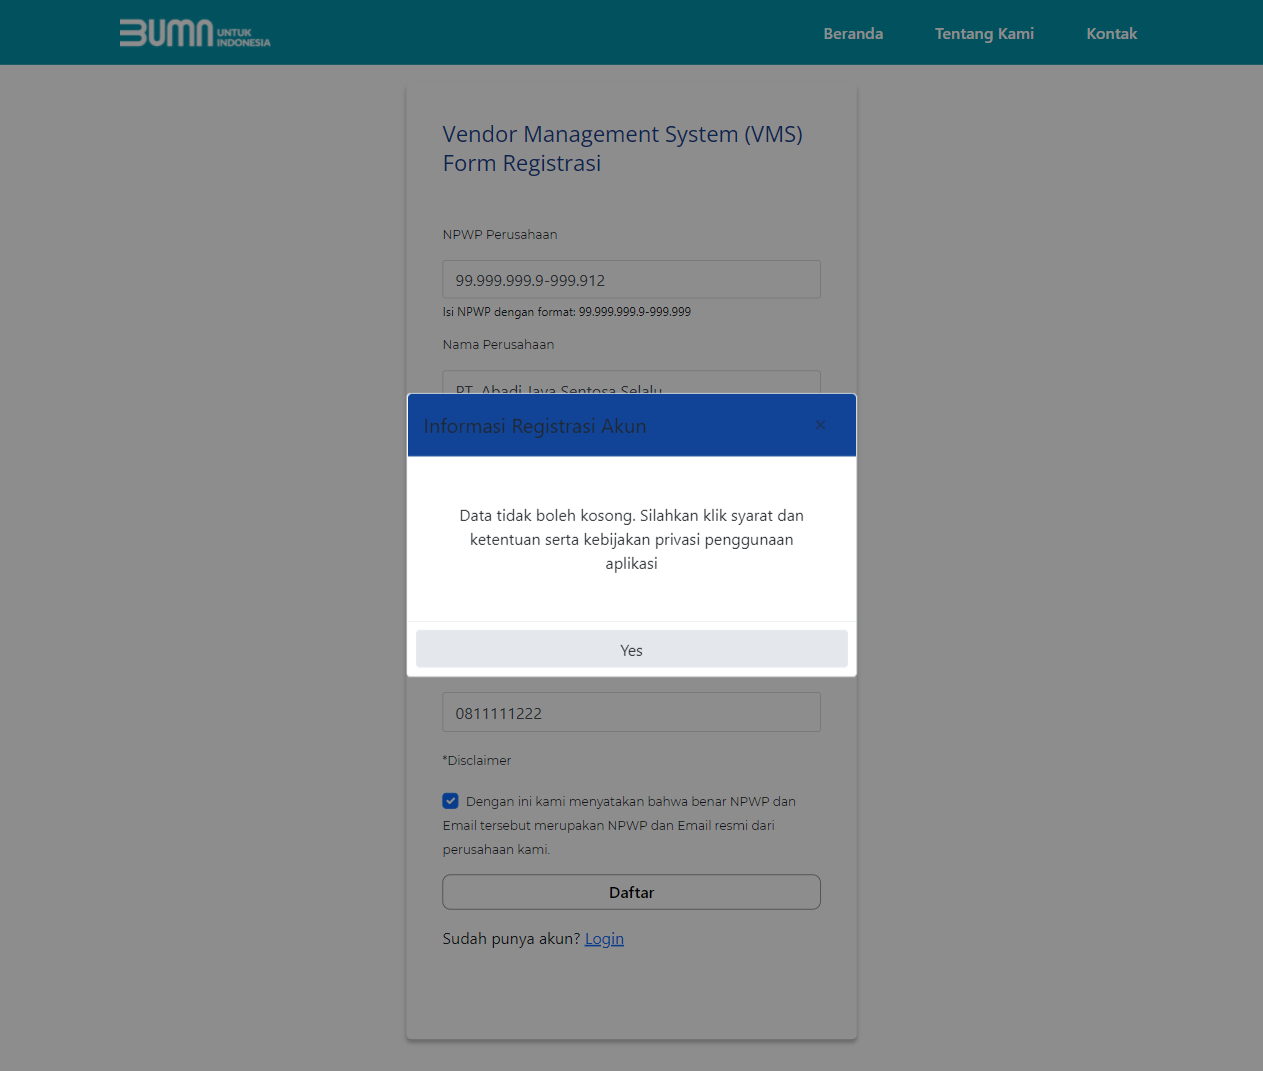 BUMN UNTUK
INDONESIA
Beranda Tentang Kami Kontak
Vendor Management System (VMS)
Form Registrasi
NPWP Perusahaan
99.999.999.9-999.912
Isi NPWP dengan format: 99.999.999.9-999.999
Nama Perusahaan
PT. Abadi Jaya Sentosa Selalu
Informasi Registrasi Akun ×
Data tidak boleh kosong. Silahkan klik syarat dan
ketentuan serta kebijakan privasi penggunaan
aplikasi
Yes
0811111222
*Disclaimer
Dengan ini kami menyatakan bahwa benar NPWP dan
Email tersebut merupakan NPWP dan Email resmi dari
perusahaan kami.
Daftar
Sudah punya akun? Login